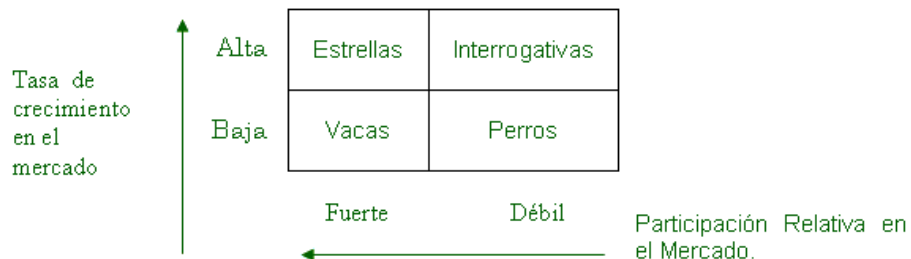 Alta
Estrellas
Interrogativas
Tasa de
crecimiento
en el
mercado
Baja
Vacas
Perros
Fuerte
Débil
Participación Relativa en
el Mercado.